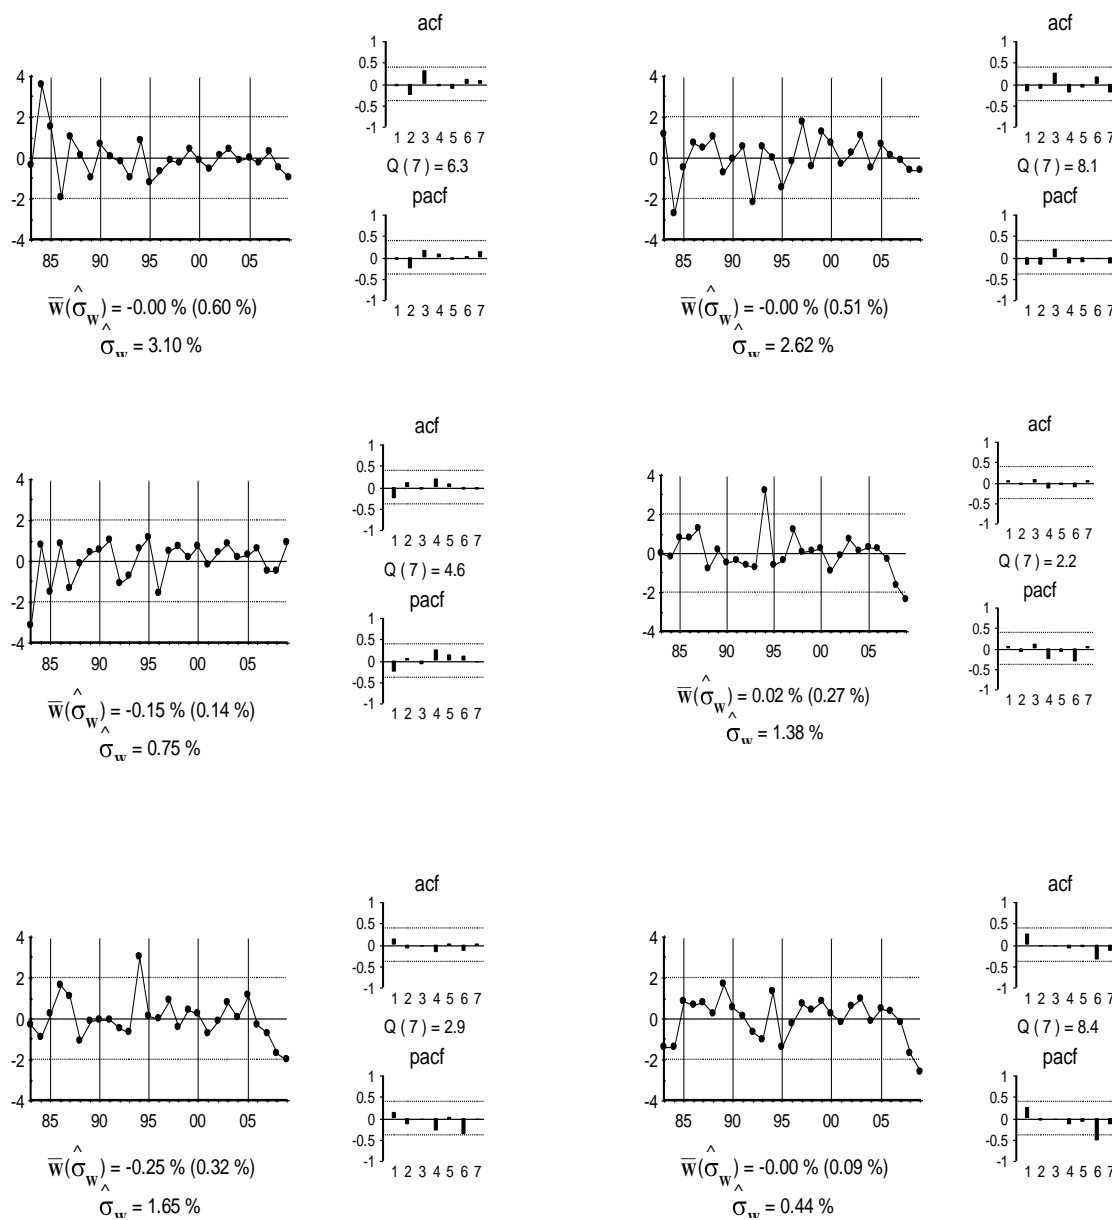 acf
1
0.5
0
-0.5
-1
1 2 3 4 5 6 7
Q ( 7 ) = 6.3
pacf
1
0.5
0
-0.5
-1
1 2 3 4 5 6 7
4
2
0
-2
-4
85 90 95 00 05
w̅(σ̂w) = -0.00 % (0.60 %)
σ̂w = 3.10 %
acf
1
0.5
0
-0.5
-1
1 2 3 4 5 6 7
Q ( 7 ) = 8.1
pacf
1
0.5
0
-0.5
-1
1 2 3 4 5 6 7
4
2
0
-2
-4
85 90 95 00 05
w̅(σ̂w) = -0.00 % (0.51 %)
σ̂w = 2.62 %
acf
1
0.5
0
-0.5
-1
1 2 3 4 5 6 7
Q ( 7 ) = 4.6
pacf
1
0.5
0
-0.5
-1
1 2 3 4 5 6 7
4
2
0
-2
-4
85 90 95 00 05
w̅(σ̂w) = -0.15 % (0.14 %)
σ̂w = 0.75 %
acf
1
0.5
0
-0.5
-1
1 2 3 4 5 6 7
Q ( 7 ) = 2.2
pacf
1
0.5
0
-0.5
-1
1 2 3 4 5 6 7
4
2
0
-2
-4
85 90 95 00 05
w̅(σ̂w) = 0.02 % (0.27 %)
σ̂w = 1.38 %
acf
1
0.5
0
-0.5
-1
1 2 3 4 5 6 7
Q ( 7 ) = 2.9
pacf
1
0.5
0
-0.5
-1
1 2 3 4 5 6 7
4
2
0
-2
-4
85 90 95 00 05
w̅(σ̂w) = -0.25 % (0.32 %)
σ̂w = 1.65 %
acf
1
0.5
0
-0.5
-1
1 2 3 4 5 6 7
Q ( 7 ) = 8.4
pacf
1
0.5
0
-0.5
-1
1 2 3 4 5 6 7
4
2
0
-2
-4
85 90 95 00 05
w̅(σ̂w) = -0.00 % (0.09 %)
σ̂w = 0.44 %